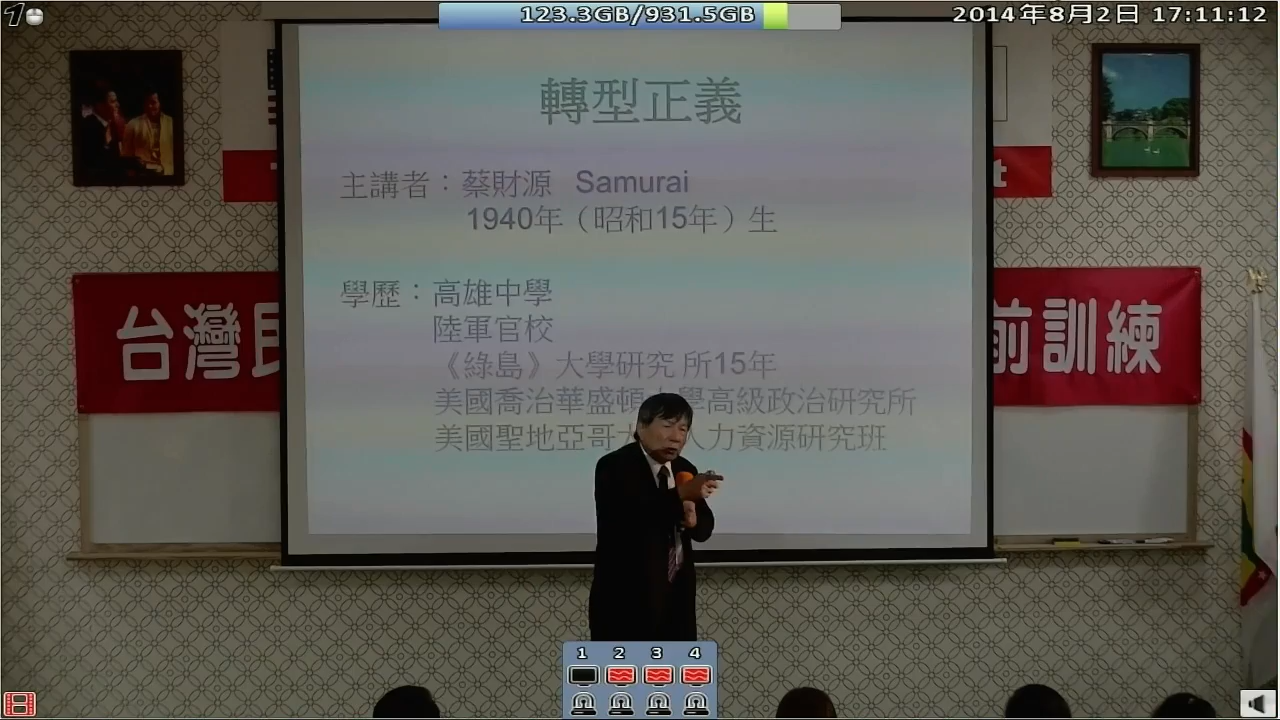 1
123.3GB/931.5GB
2014年8月2日 17:11:12
轉型正義
主講者：蔡財源 Samurai
1940年（昭和15年）生
學歷：高雄中學
陸軍官校
《綠島》大學研究 所15年
美國喬治華盛頓 學高級政治研究所
美國聖地亞哥 人力資源研究班
t
台灣 前訓練
1 2 3 4